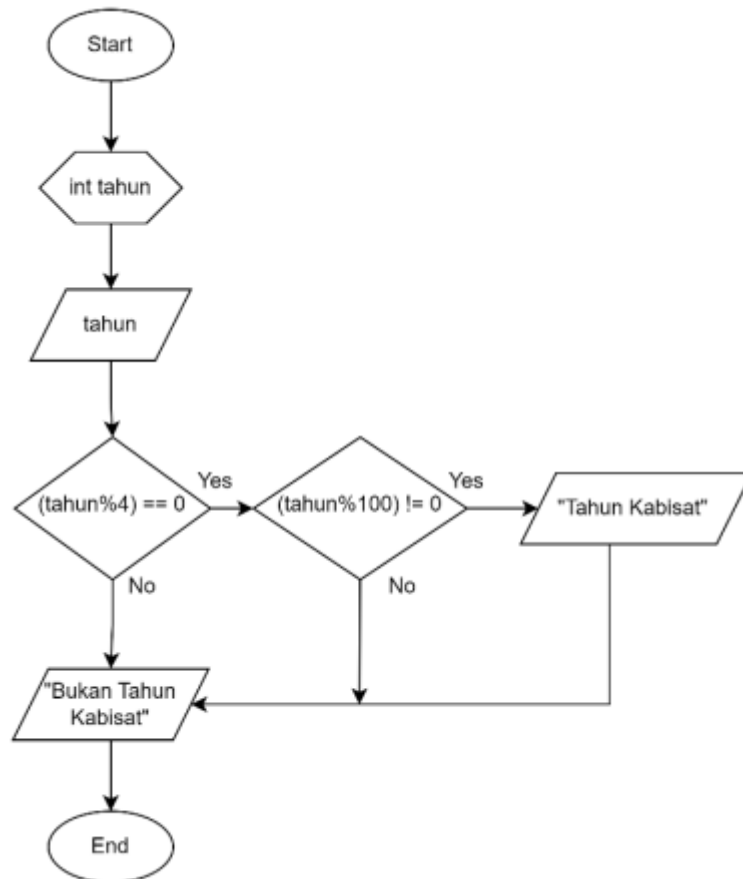 Start
int tahun
tahun
(tahun%4) == 0
Yes
(tahun%100) != 0
Yes
"Tahun Kabisat"
No
No
"Bukan Tahun
Kabisat"
End